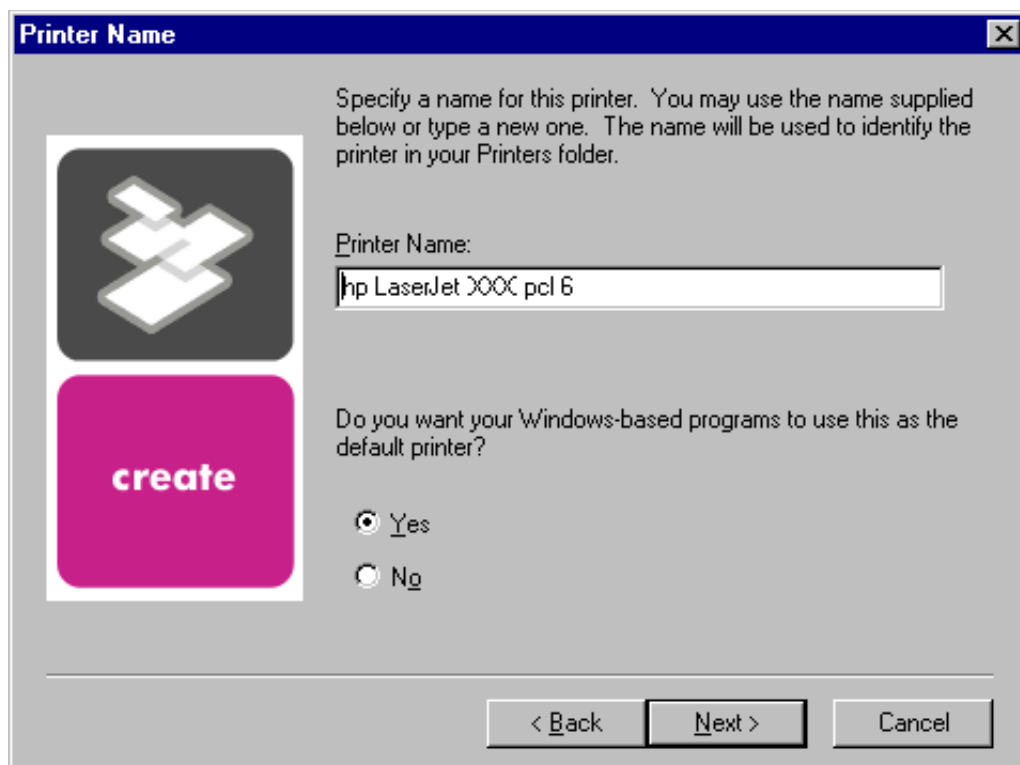 Printer Name
Specify a name for this printer. You may use the name supplied
below or type a new one. The name will be used to identify the
printer in your Printers folder.
Printer Name:
hp LaserJet XXXX pcl 6
Do you want your Windows-based programs to use this as the
default printer?
Yes
No
create
< Back
Next >
Cancel